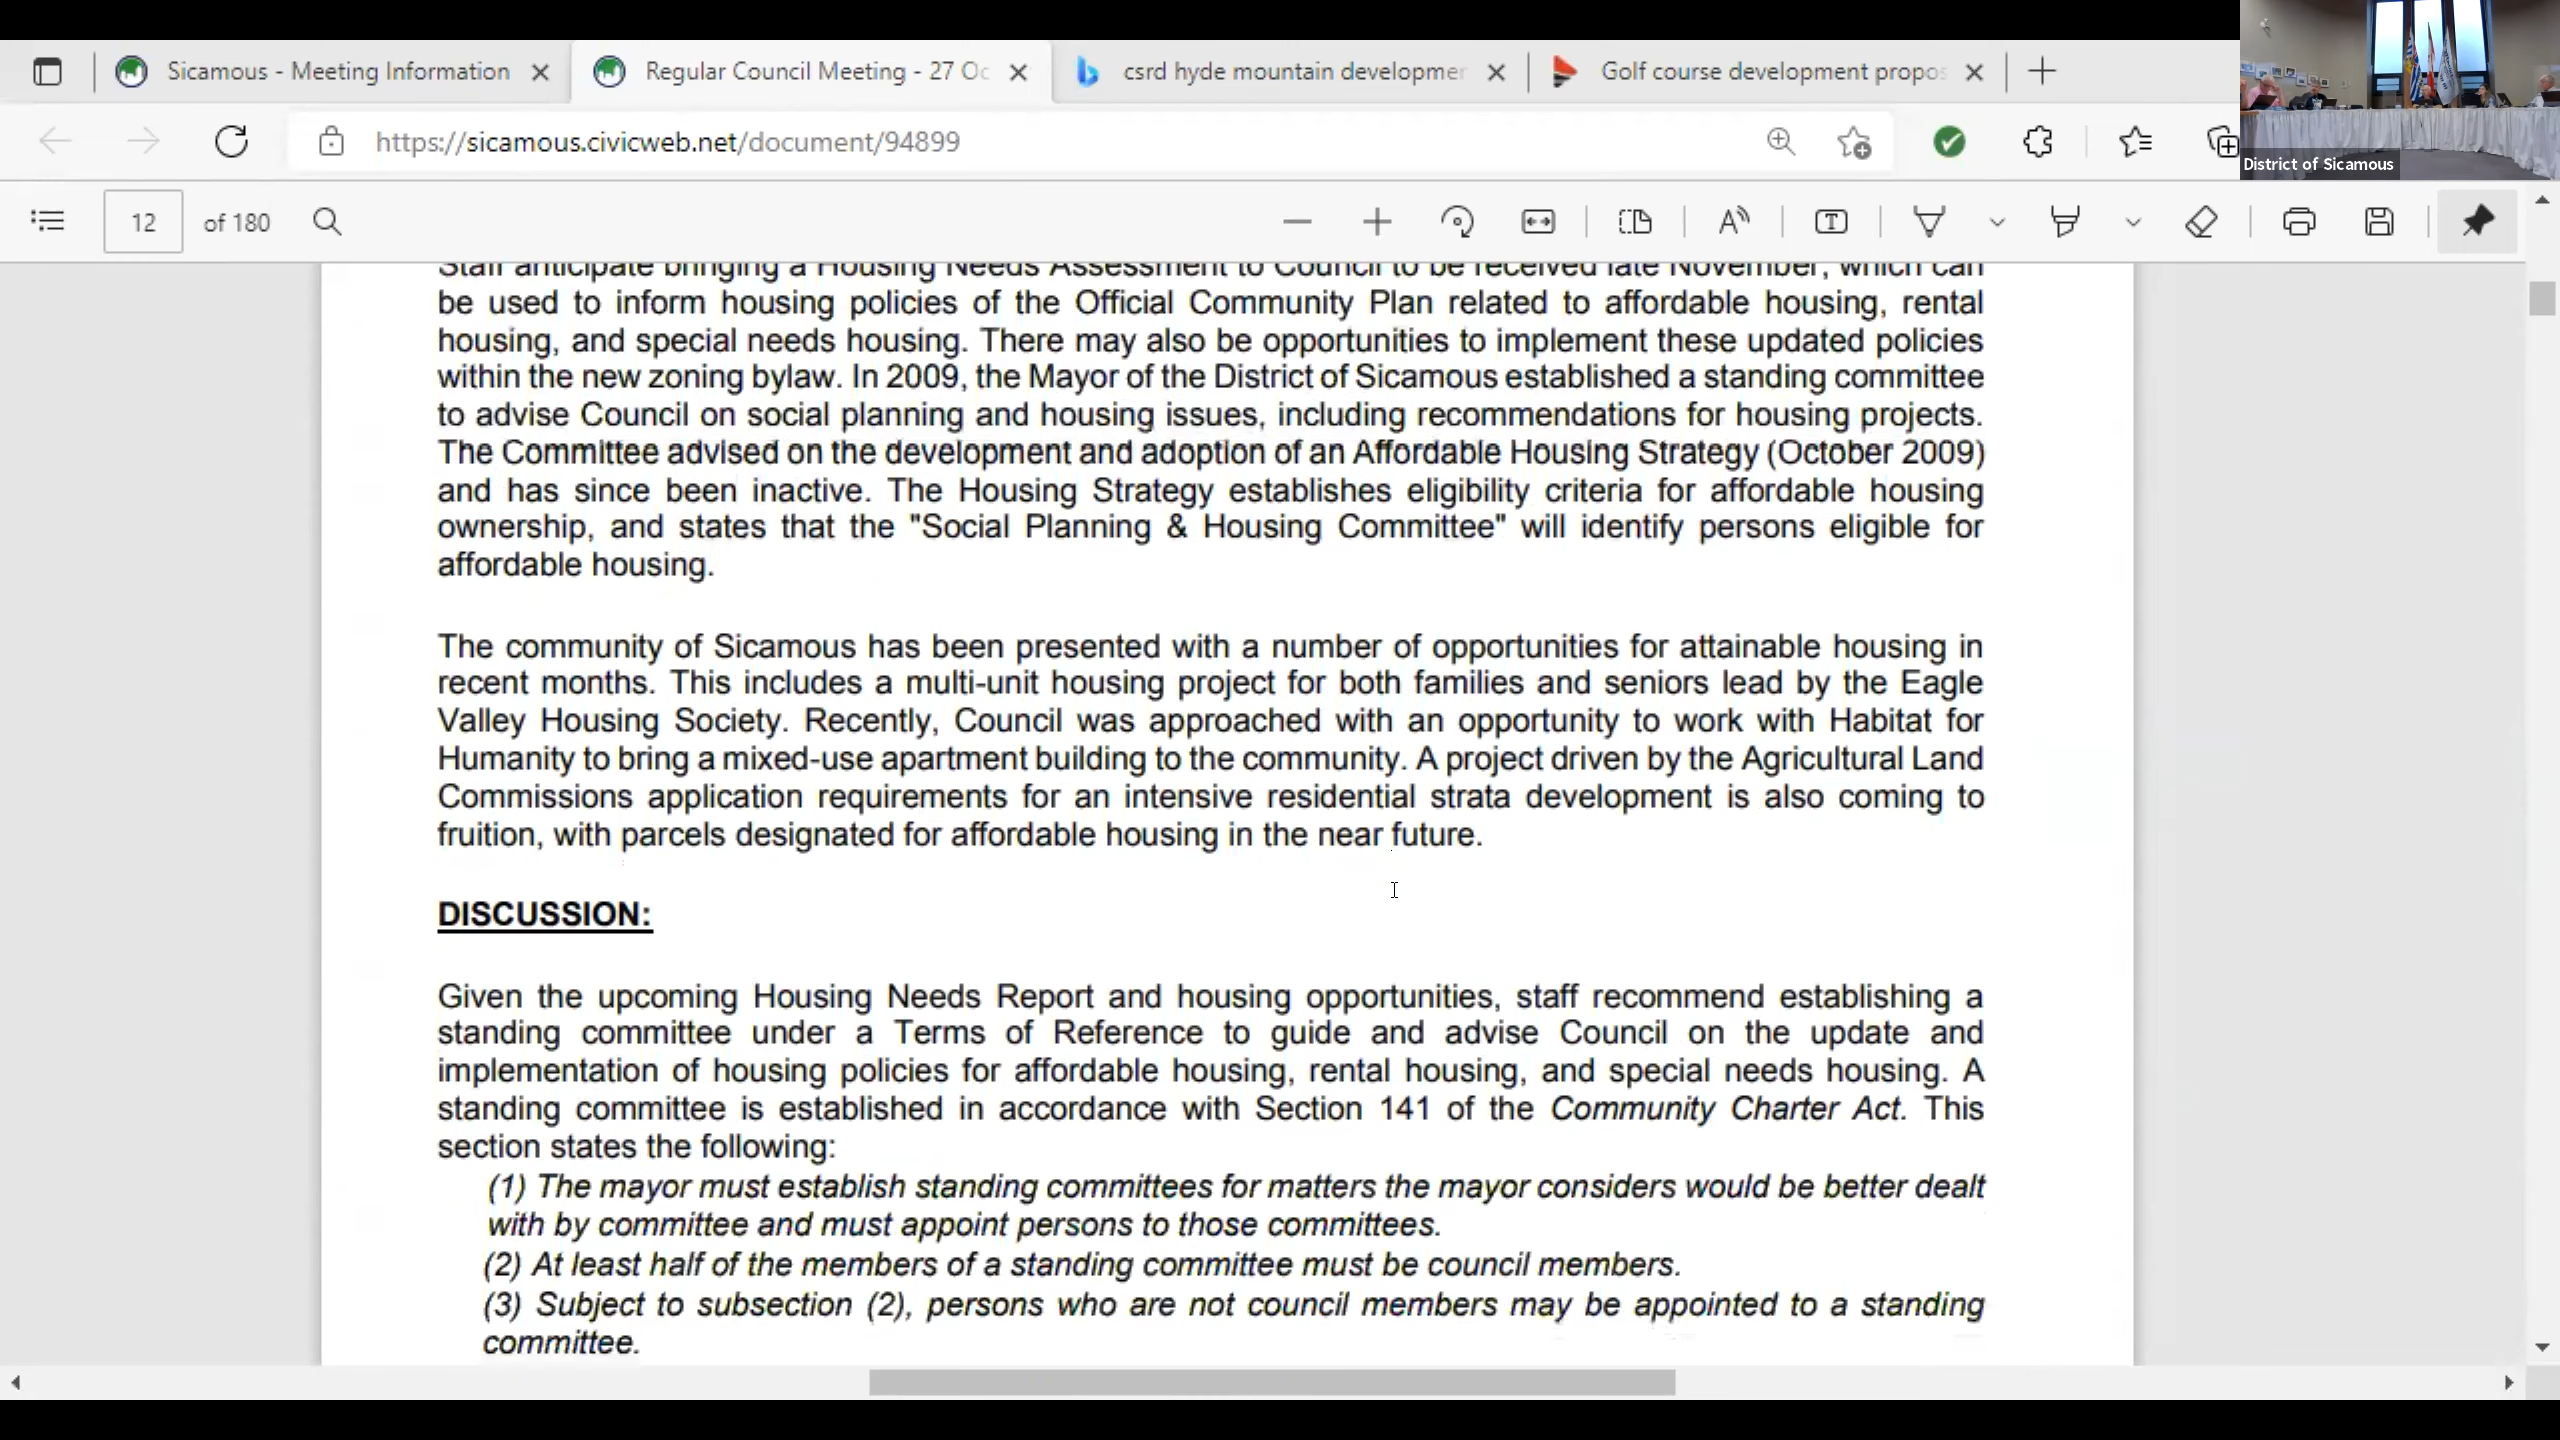 Sicamous - Meeting Information
Regular Council Meeting - 27 Oc
csrd hyde mountain developmer
Golf course development propos
https://sicamous.civicweb.net/document/94899
District of Sicamous
12 of 180
Staff anticipate bringing a Housing Needs Assessment to Council to be received late November, which can
be used to inform housing policies of the Official Community Plan related to affordable housing, rental
housing, and special needs housing. There may also be opportunities to implement these updated policies
within the new zoning bylaw. In 2009, the Mayor of the District of Sicamous established a standing committee
to advise Council on social planning and housing issues, including recommendations for housing projects.
The Committee advised on the development and adoption of an Affordable Housing Strategy (October 2009)
and has since been inactive. The Housing Strategy establishes eligibility criteria for affordable housing
ownership, and states that the "Social Planning & Housing Committee" will identify persons eligible for
affordable housing.
The community of Sicamous has been presented with a number of opportunities for attainable housing in
recent months. This includes a multi-unit housing project for both families and seniors lead by the Eagle
Valley Housing Society. Recently, Council was approached with an opportunity to work with Habitat for
Humanity to bring a mixed-use apartment building to the community. A project driven by the Agricultural Land
Commissions application requirements for an intensive residential strata development is also coming to
fruition, with parcels designated for affordable housing in the near future.
DISCUSSION:
Given the upcoming Housing Needs Report and housing opportunities, staff recommend establishing a
standing committee under a Terms of Reference to guide and advise Council on the update and
implementation of housing policies for affordable housing, rental housing, and special needs housing. A
standing committee is established in accordance with Section 141 of the Community Charter Act. This
section states the following:
(1) The mayor must establish standing committees for matters the mayor considers would be better dealt
with by committee and must appoint persons to those committees.
(2) At least half of the members of a standing committee must be council members.
(3) Subject to subsection (2), persons who are not council members may be appointed to a standing
committee.